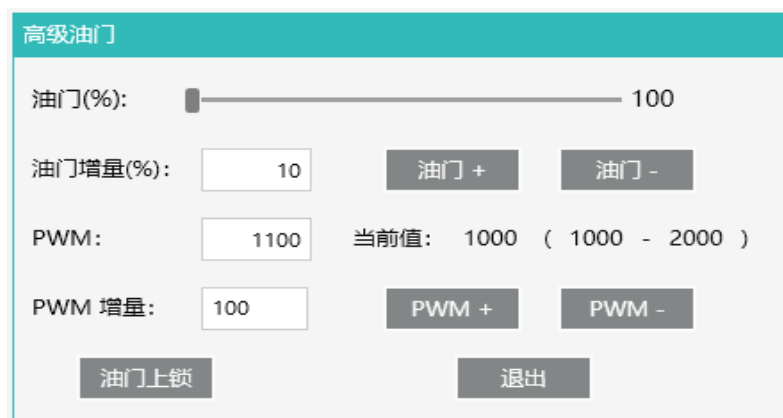 高级油门
油门(%): 100
油门增量(%)： 10 油门 + 油门 -
PWM： 1100 当前值： 1000 ( 1000 - 2000 )
PWM 增量： 100 PWM + PWM -
油门上锁 退出